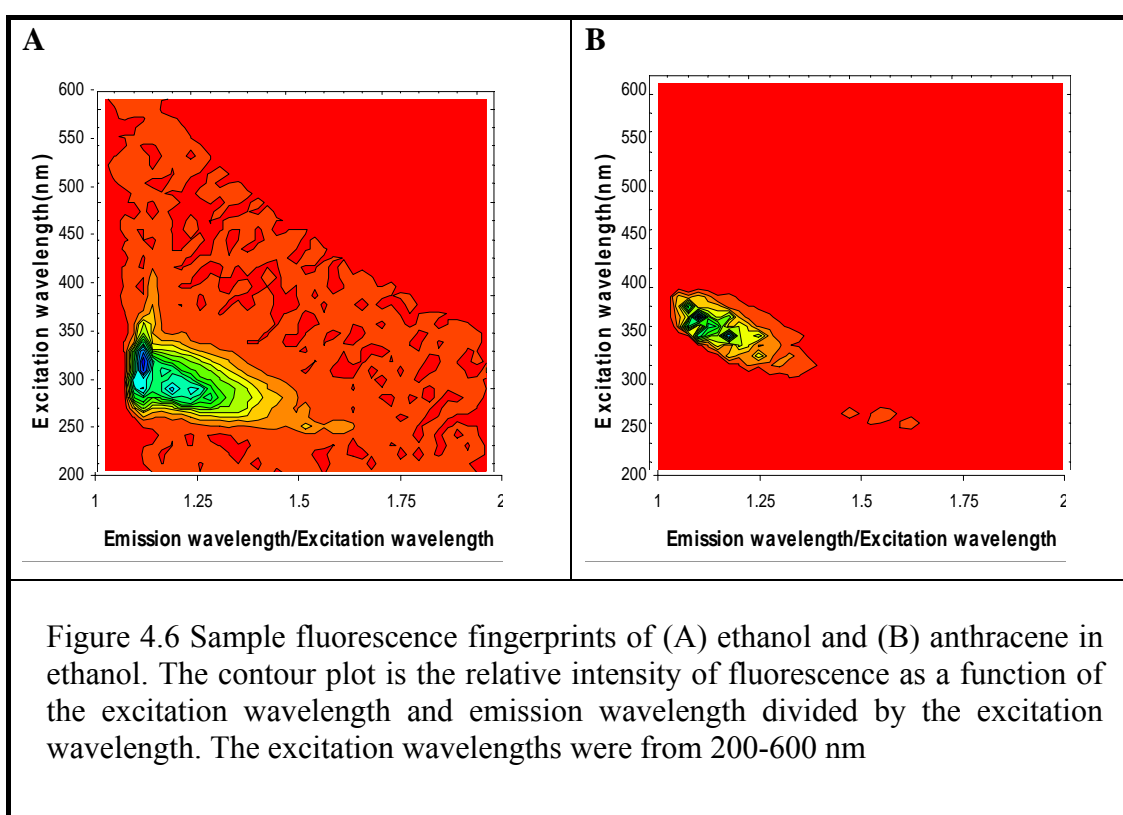 A
600
550
500
450
400
350
300
250
200
Excitation wavelength(nm)
1
1.25
1.5
1.75
2
Emission wavelength/Excitation wavelength
B
600
550
500
450
400
350
300
250
200
Excitation wavelength(nm)
1
1.25
1.5
1.75
2
Emission wavelength/Excitation wavelength
Figure 4.6 Sample fluorescence fingerprints of (A) ethanol and (B) anthracene in
ethanol. The contour plot is the relative intensity of fluorescence as a function of
the excitation wavelength and emission wavelength divided by the excitation
wavelength. The excitation wavelengths were from 200-600 nm